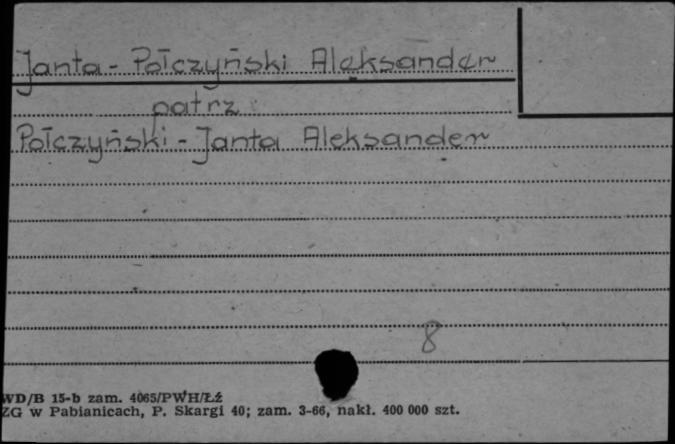 Janta - Połczyński Aleksander
patrz
Połczyński - Janta Aleksander
8
WD/B 15-b zam. 4065/PWH/Łź
ZG w Pabianicach, P. Skargi 40; zam. 3-66, nakł. 400 000 szt.